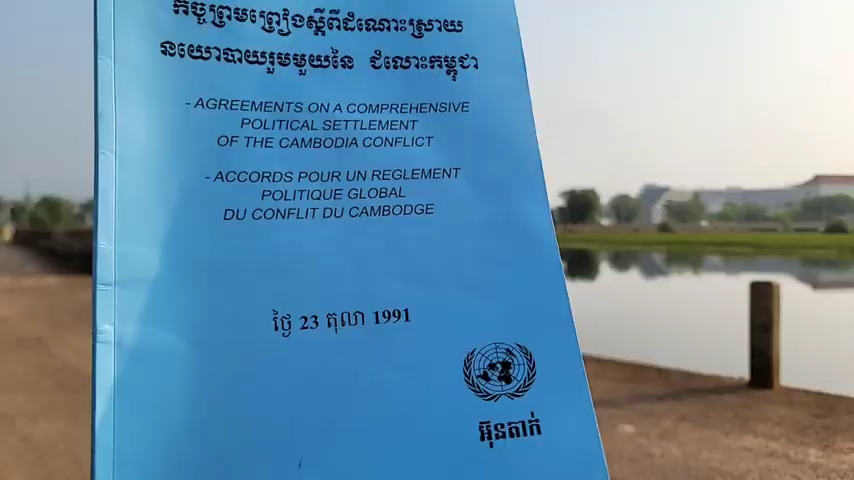 កិច្ចព្រមព្រៀងស្ដីពីដំណោះស្រាយ
នយោបាយរួមមួយនៃ ជំលោះកម្ពុជា
- AGREEMENTS ON A COMPREHENSIVE
POLITICAL SETTLEMENT
OF THE CAMBODIA CONFLICT
- ACCORDS POUR UN REGLEMENT
POLITIQUE GLOBAL
DU CONFLIT DU CAMBODGE
ថ្ងៃ 23 តុលា 1991
អ៊ុនតាក់